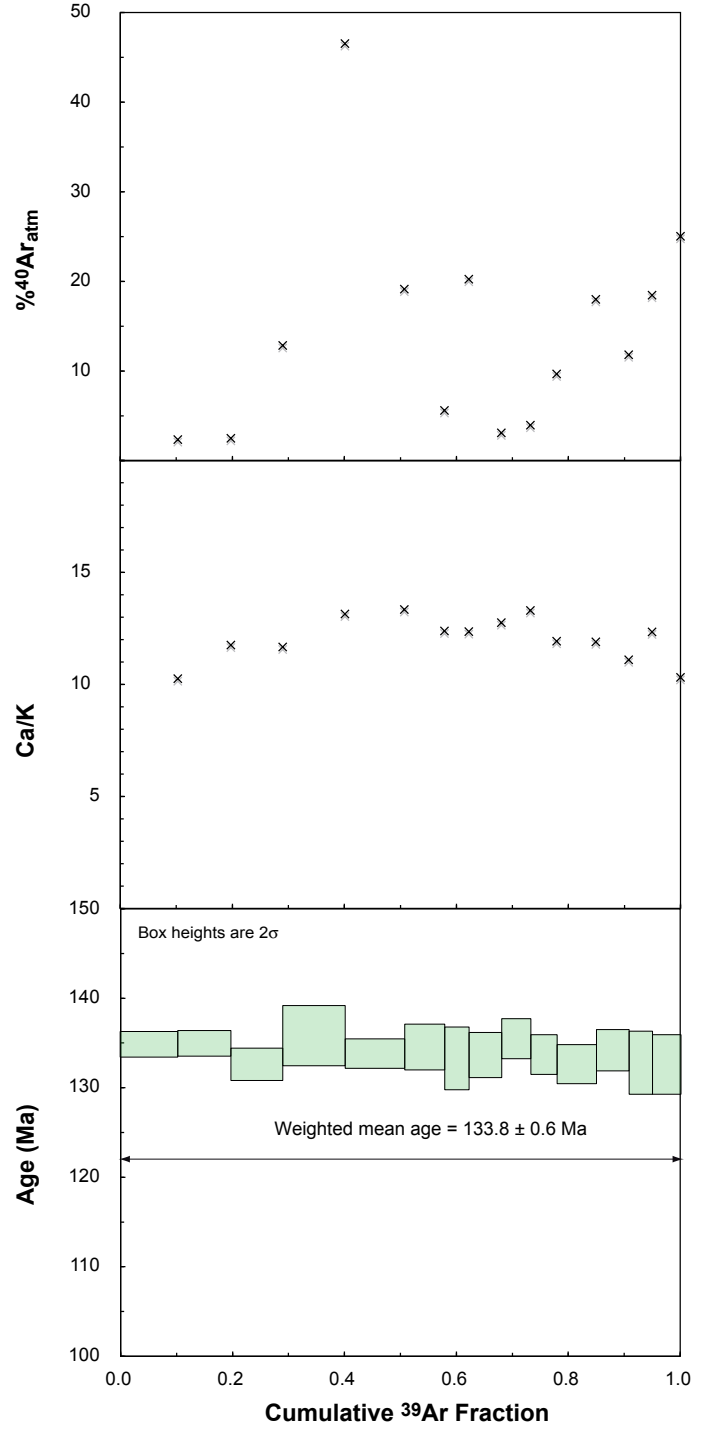 50
40
30
20
10
%⁴⁰Ar_atm
15
10
5
Ca/K
150
Box heights are 2σ
140
130
Weighted mean age = 133.8 ± 0.6 Ma
120
110
100
Age (Ma)
0.0 0.2 0.4 0.6 0.8 1.0
Cumulative ³⁹Ar Fraction